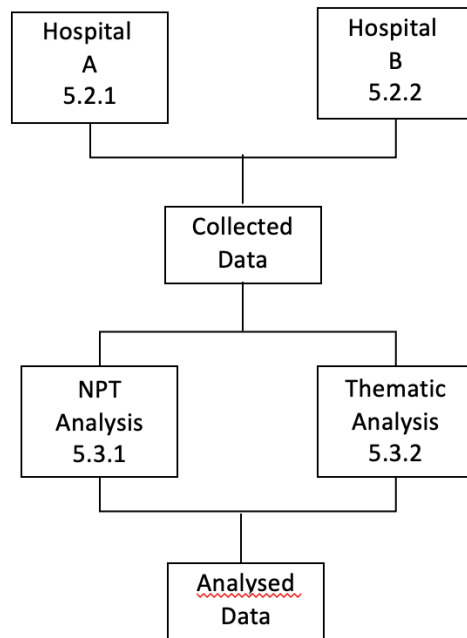 Hospital
A
5.2.1
Hospital
B
5.2.2
Collected
Data
NPT
Analysis
5.3.1
Thematic
Analysis
5.3.2
Analysed
Data